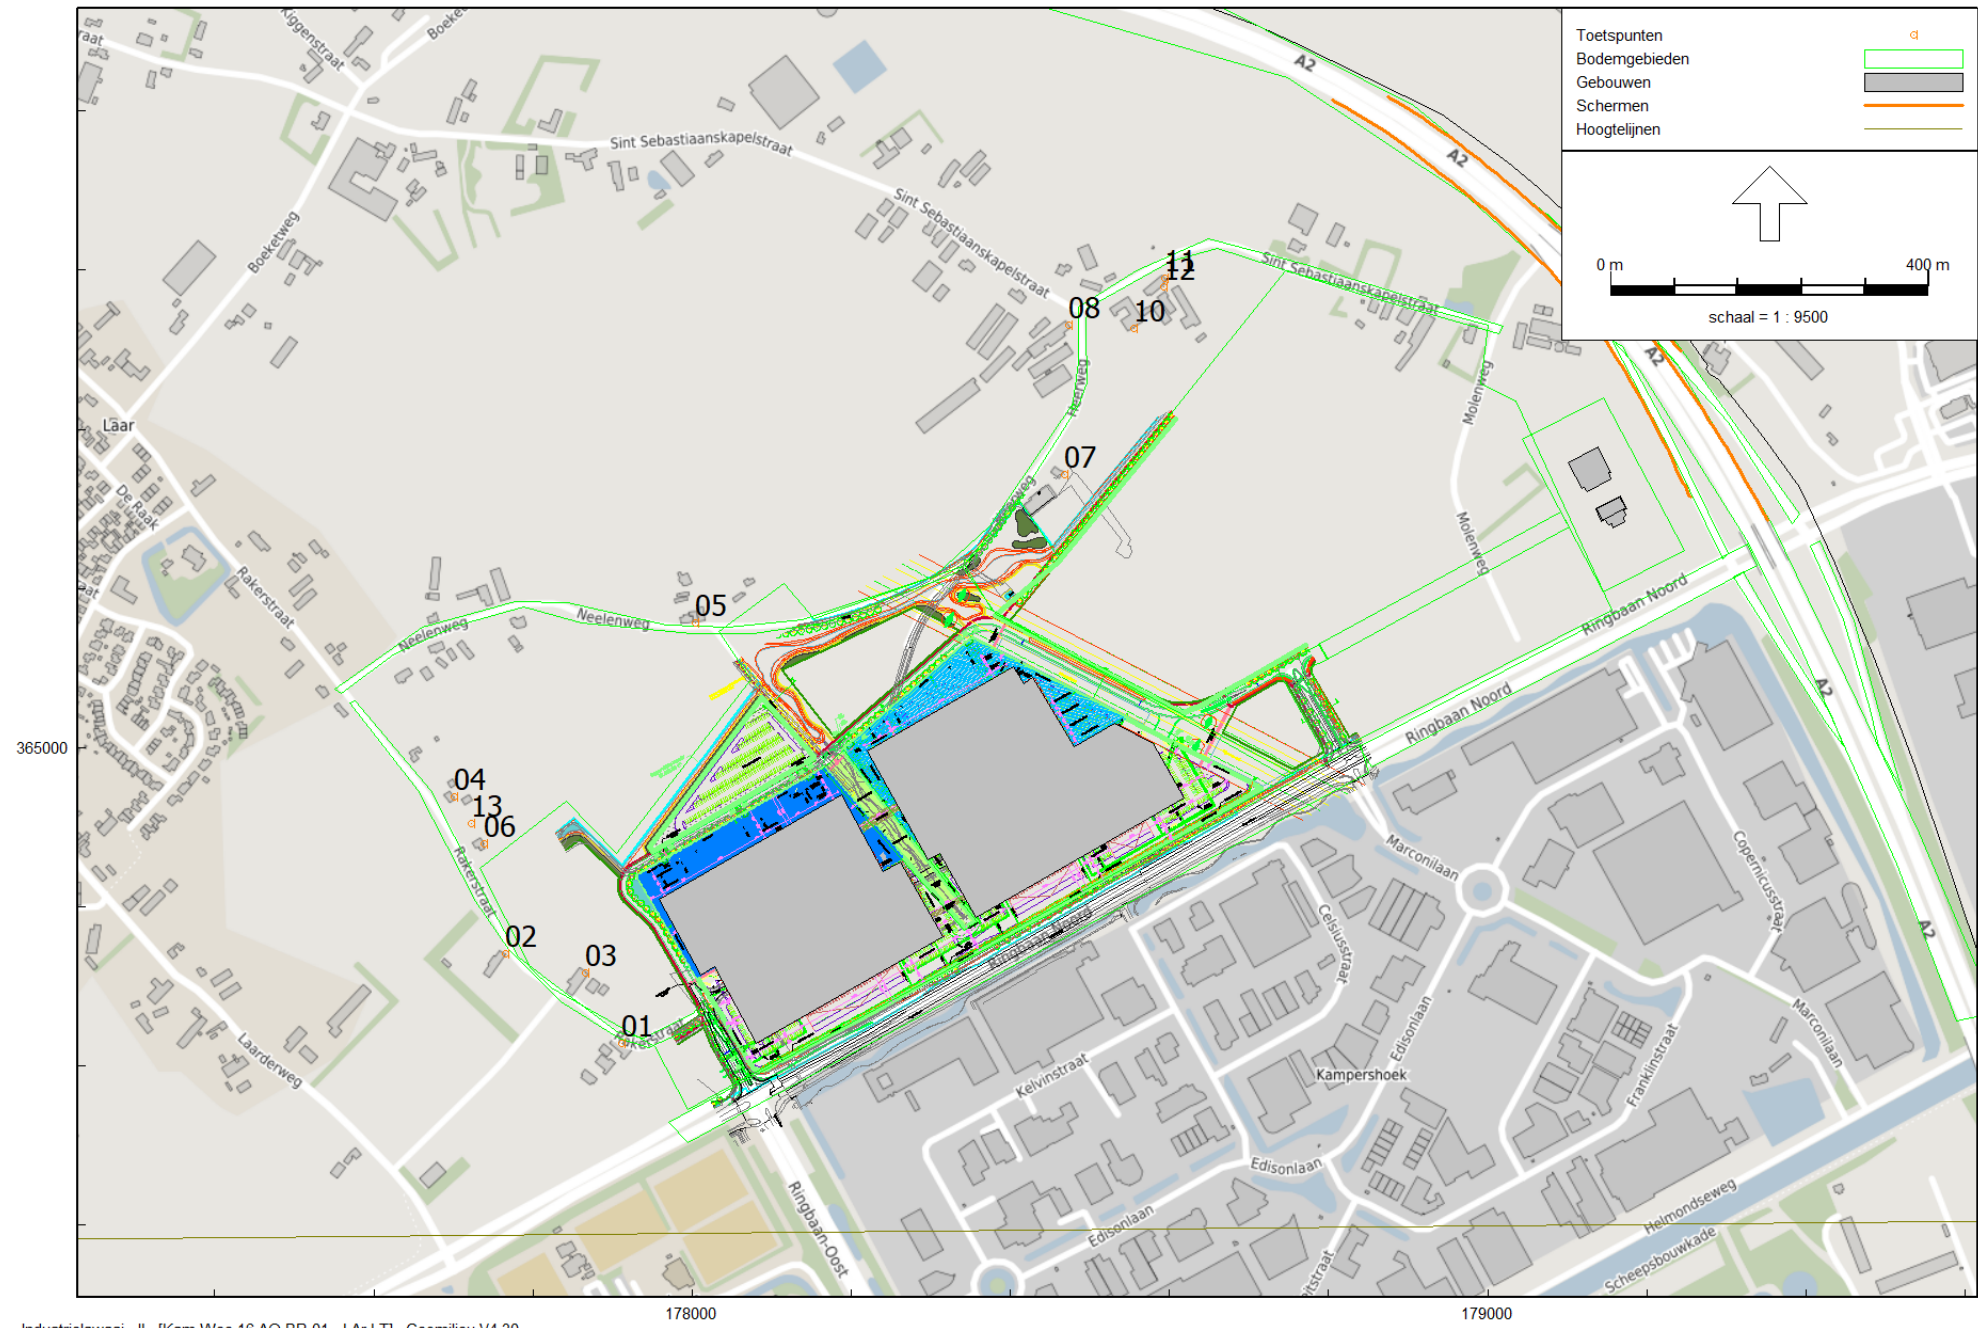 Kiggenstraat
Boeketweg
Sint Sebastiaanskapelstraat
Sint Sebastiaanskapelstraat
Sint Sebastiaanskapelstraat
A2
A2
A2
A2
A2
Toetspunten
Bodemgebieden
Gebouwen
Schermen
Hoogtelijnen
0 m
400 m
schaal = 1 : 9500
11
12
08
10
07
05
04
13
06
02
03
01
Heerweg
Molenweg
Molenweg
Laar
De Raak
Rakerstraat
Neelenweg
Neelenweg
Rakerstraat
Rakerstraat
Laarderweg
Ringbaan Noord
Ringbaan Noord
Ringbaan Noord
Ringbaan-Oost
Marconilaan
Marconilaan
Copernicusstraat
Celsiusstraat
Edisonlaan
Edisonlaan
Edisonlaan
Kelvinstraat
Kampershoek
Franklinstraat
Helmondseweg
Scheepsbouwkade
365000
178000
179000